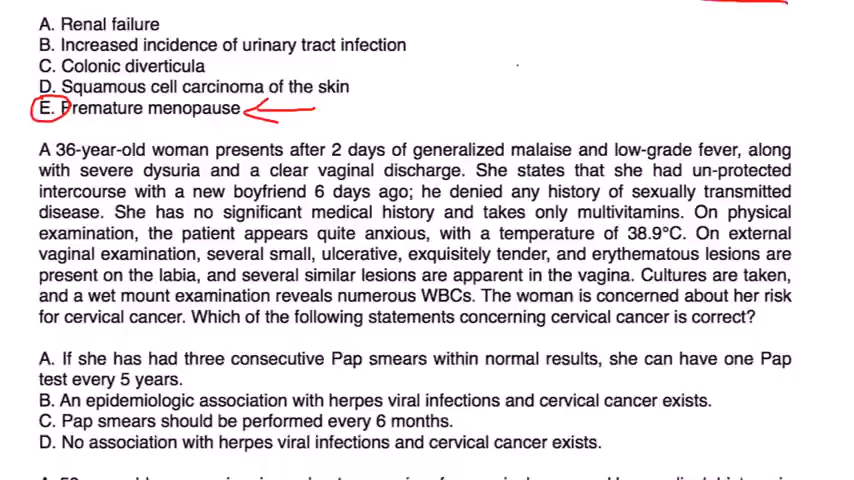 A. Renal failure
B. Increased incidence of urinary tract infection
C. Colonic diverticula
D. Squamous cell carcinoma of the skin
E. Premature menopause
A 36-year-old woman presents after 2 days of generalized malaise and low-grade fever, along
with severe dysuria and a clear vaginal discharge. She states that she had un-protected
intercourse with a new boyfriend 6 days ago; he denied any history of sexually transmitted
disease. She has no significant medical history and takes only multivitamins. On physical
examination, the patient appears quite anxious, with a temperature of 38.9°C. On external
vaginal examination, several small, ulcerative, exquisitely tender, and erythematous lesions are
present on the labia, and several similar lesions are apparent in the vagina. Cultures are taken,
and a wet mount examination reveals numerous WBCs. The woman is concerned about her risk
for cervical cancer. Which of the following statements concerning cervical cancer is correct?
A. If she has had three consecutive Pap smears within normal results, she can have one Pap
test every 5 years.
B. An epidemiologic association with herpes viral infections and cervical cancer exists.
C. Pap smears should be performed every 6 months.
D. No association with herpes viral infections and cervical cancer exists.